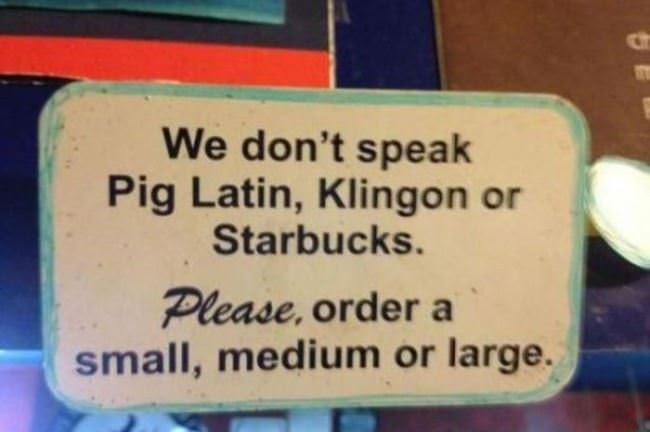 We don't speak
Pig Latin, Klingon or
Starbucks.
Please, order a
small, medium or large.